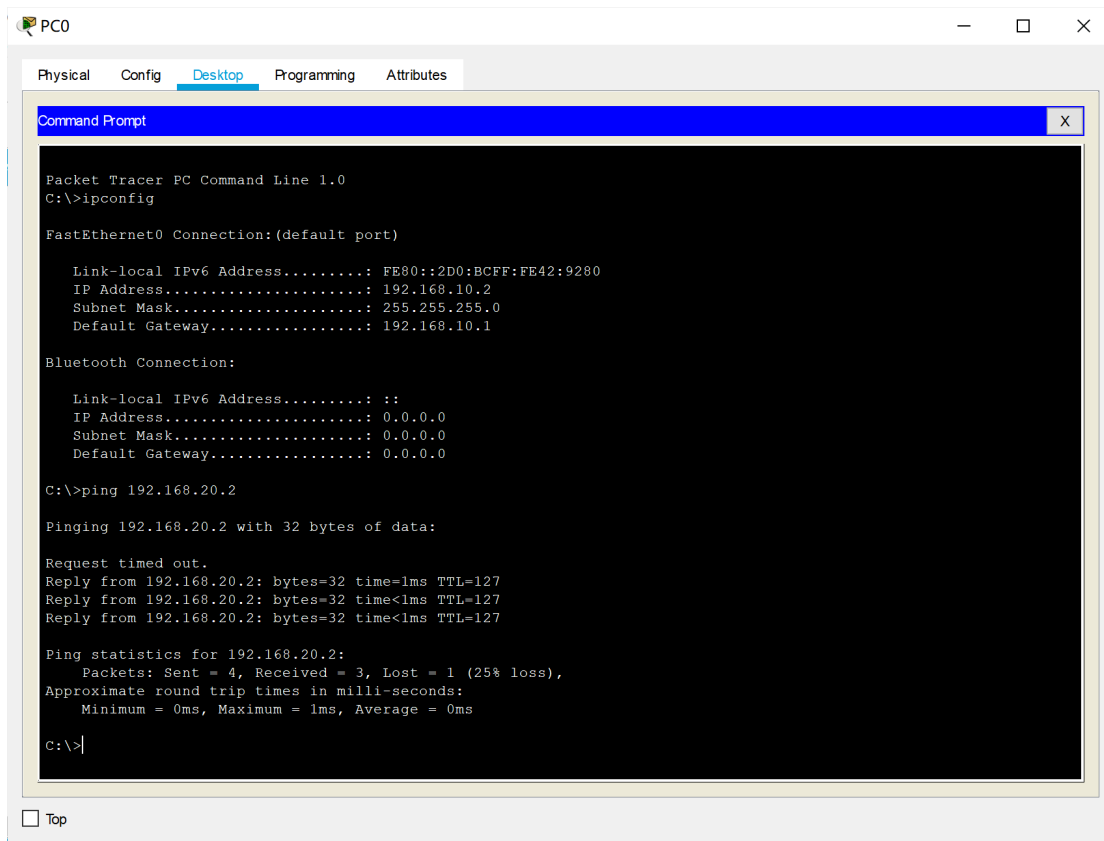 PC0
Physical Config Desktop Programming Attributes
Command Prompt X
Packet Tracer PC Command Line 1.0
C:\>ipconfig
FastEthernet0 Connection:(default port)
Link-local IPv6 Address.........: FE80::2D0:BCFF:FE42:9280
IP Address......................: 192.168.10.2
Subnet Mask.....................: 255.255.255.0
Default Gateway.................: 192.168.10.1
Bluetooth Connection:
Link-local IPv6 Address.........: ::
IP Address......................: 0.0.0.0
Subnet Mask.....................: 0.0.0.0
Default Gateway.................: 0.0.0.0
C:\>ping 192.168.20.2
Pinging 192.168.20.2 with 32 bytes of data:
Request timed out.
Reply from 192.168.20.2: bytes=32 time=1ms TTL=127
Reply from 192.168.20.2: bytes=32 time<1ms TTL=127
Reply from 192.168.20.2: bytes=32 time<1ms TTL=127
Ping statistics for 192.168.20.2:
Packets: Sent = 4, Received = 3, Lost = 1 (25% loss),
Approximate round trip times in milli-seconds:
Minimum = 0ms, Maximum = 1ms, Average = 0ms
C:\>
Top